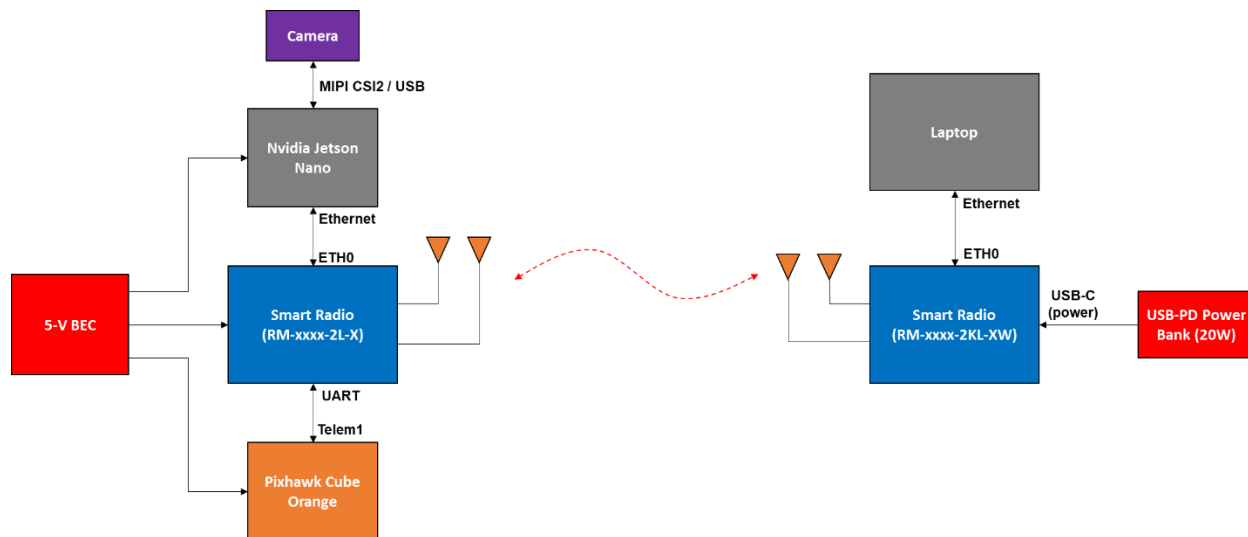 Camera
MIPI CSI2 / USB
Nvidia Jetson
Nano
Ethernet
ETH0
5-V BEC
Smart Radio
(RM-xxxx-2L-X)
UART
Telem1
Pixhawk Cube
Orange
Laptop
Ethernet
ETH0
Smart Radio
(RM-xxxx-2KL-XW)
USB-C
(power)
USB-PD Power
Bank (20W)